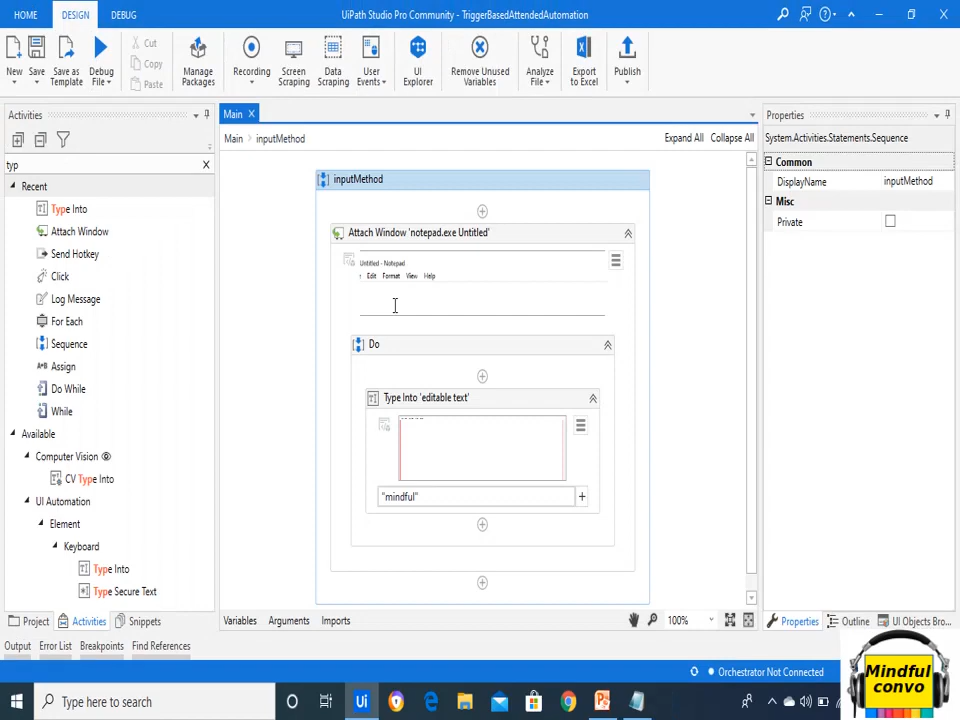 HOME DESIGN DEBUG UiPath Studio Pro Community - TriggerBasedAttendedAutomation
New Save Save as Template Debug File Cut Copy Paste Manage Packages Recording Screen Scraping Data Scraping User Events UI Explorer Remove Unused Variables Analyze File Export to Excel Publish
Activities
typ
Recent
Type Into
Attach Window
Send Hotkey
Click
Log Message
For Each
Sequence
A+B Assign
Do While
While
Available
Computer Vision
CV Type Into
UI Automation
Element
Keyboard
Type Into
Type Secure Text
Project Activities Snippets
Main
Main > inputMethod Expand All Collapse All
inputMethod
Attach Window 'notepad.exe Untitled'
Untitled - Notepad
Edit Format View Help
Do
Type Into 'editable text'
"mindful"
Variables Arguments Imports 100%
Properties
System.Activities.Statements.Sequence
Common
DisplayName inputMethod
Misc
Private
Properties Outline UI Objects Bro...
Output Error List Breakpoints Find References
Orchestrator Not Connected
Type here to search
Mindful
convo